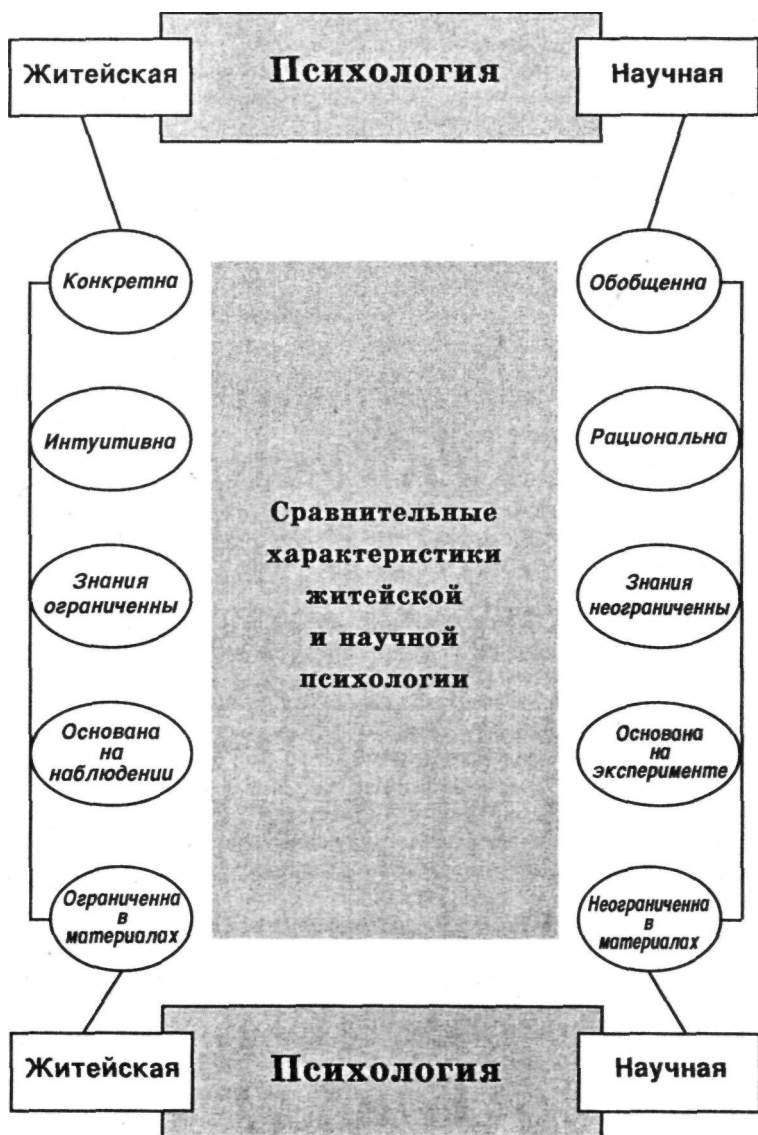 Житейская
Психология
Научная
Конкретна
Обобщенна
Интуитивна
Рациональна
Сравнительные
характеристики
житейской
и научной
психологии
Знания
ограниченны
Знания
неограниченны
Основана
на
наблюдении
Основана
на
эксперименте
Ограниченна
в
материалах
Неограниченна
в
материалах
Житейская
Психология
Научная